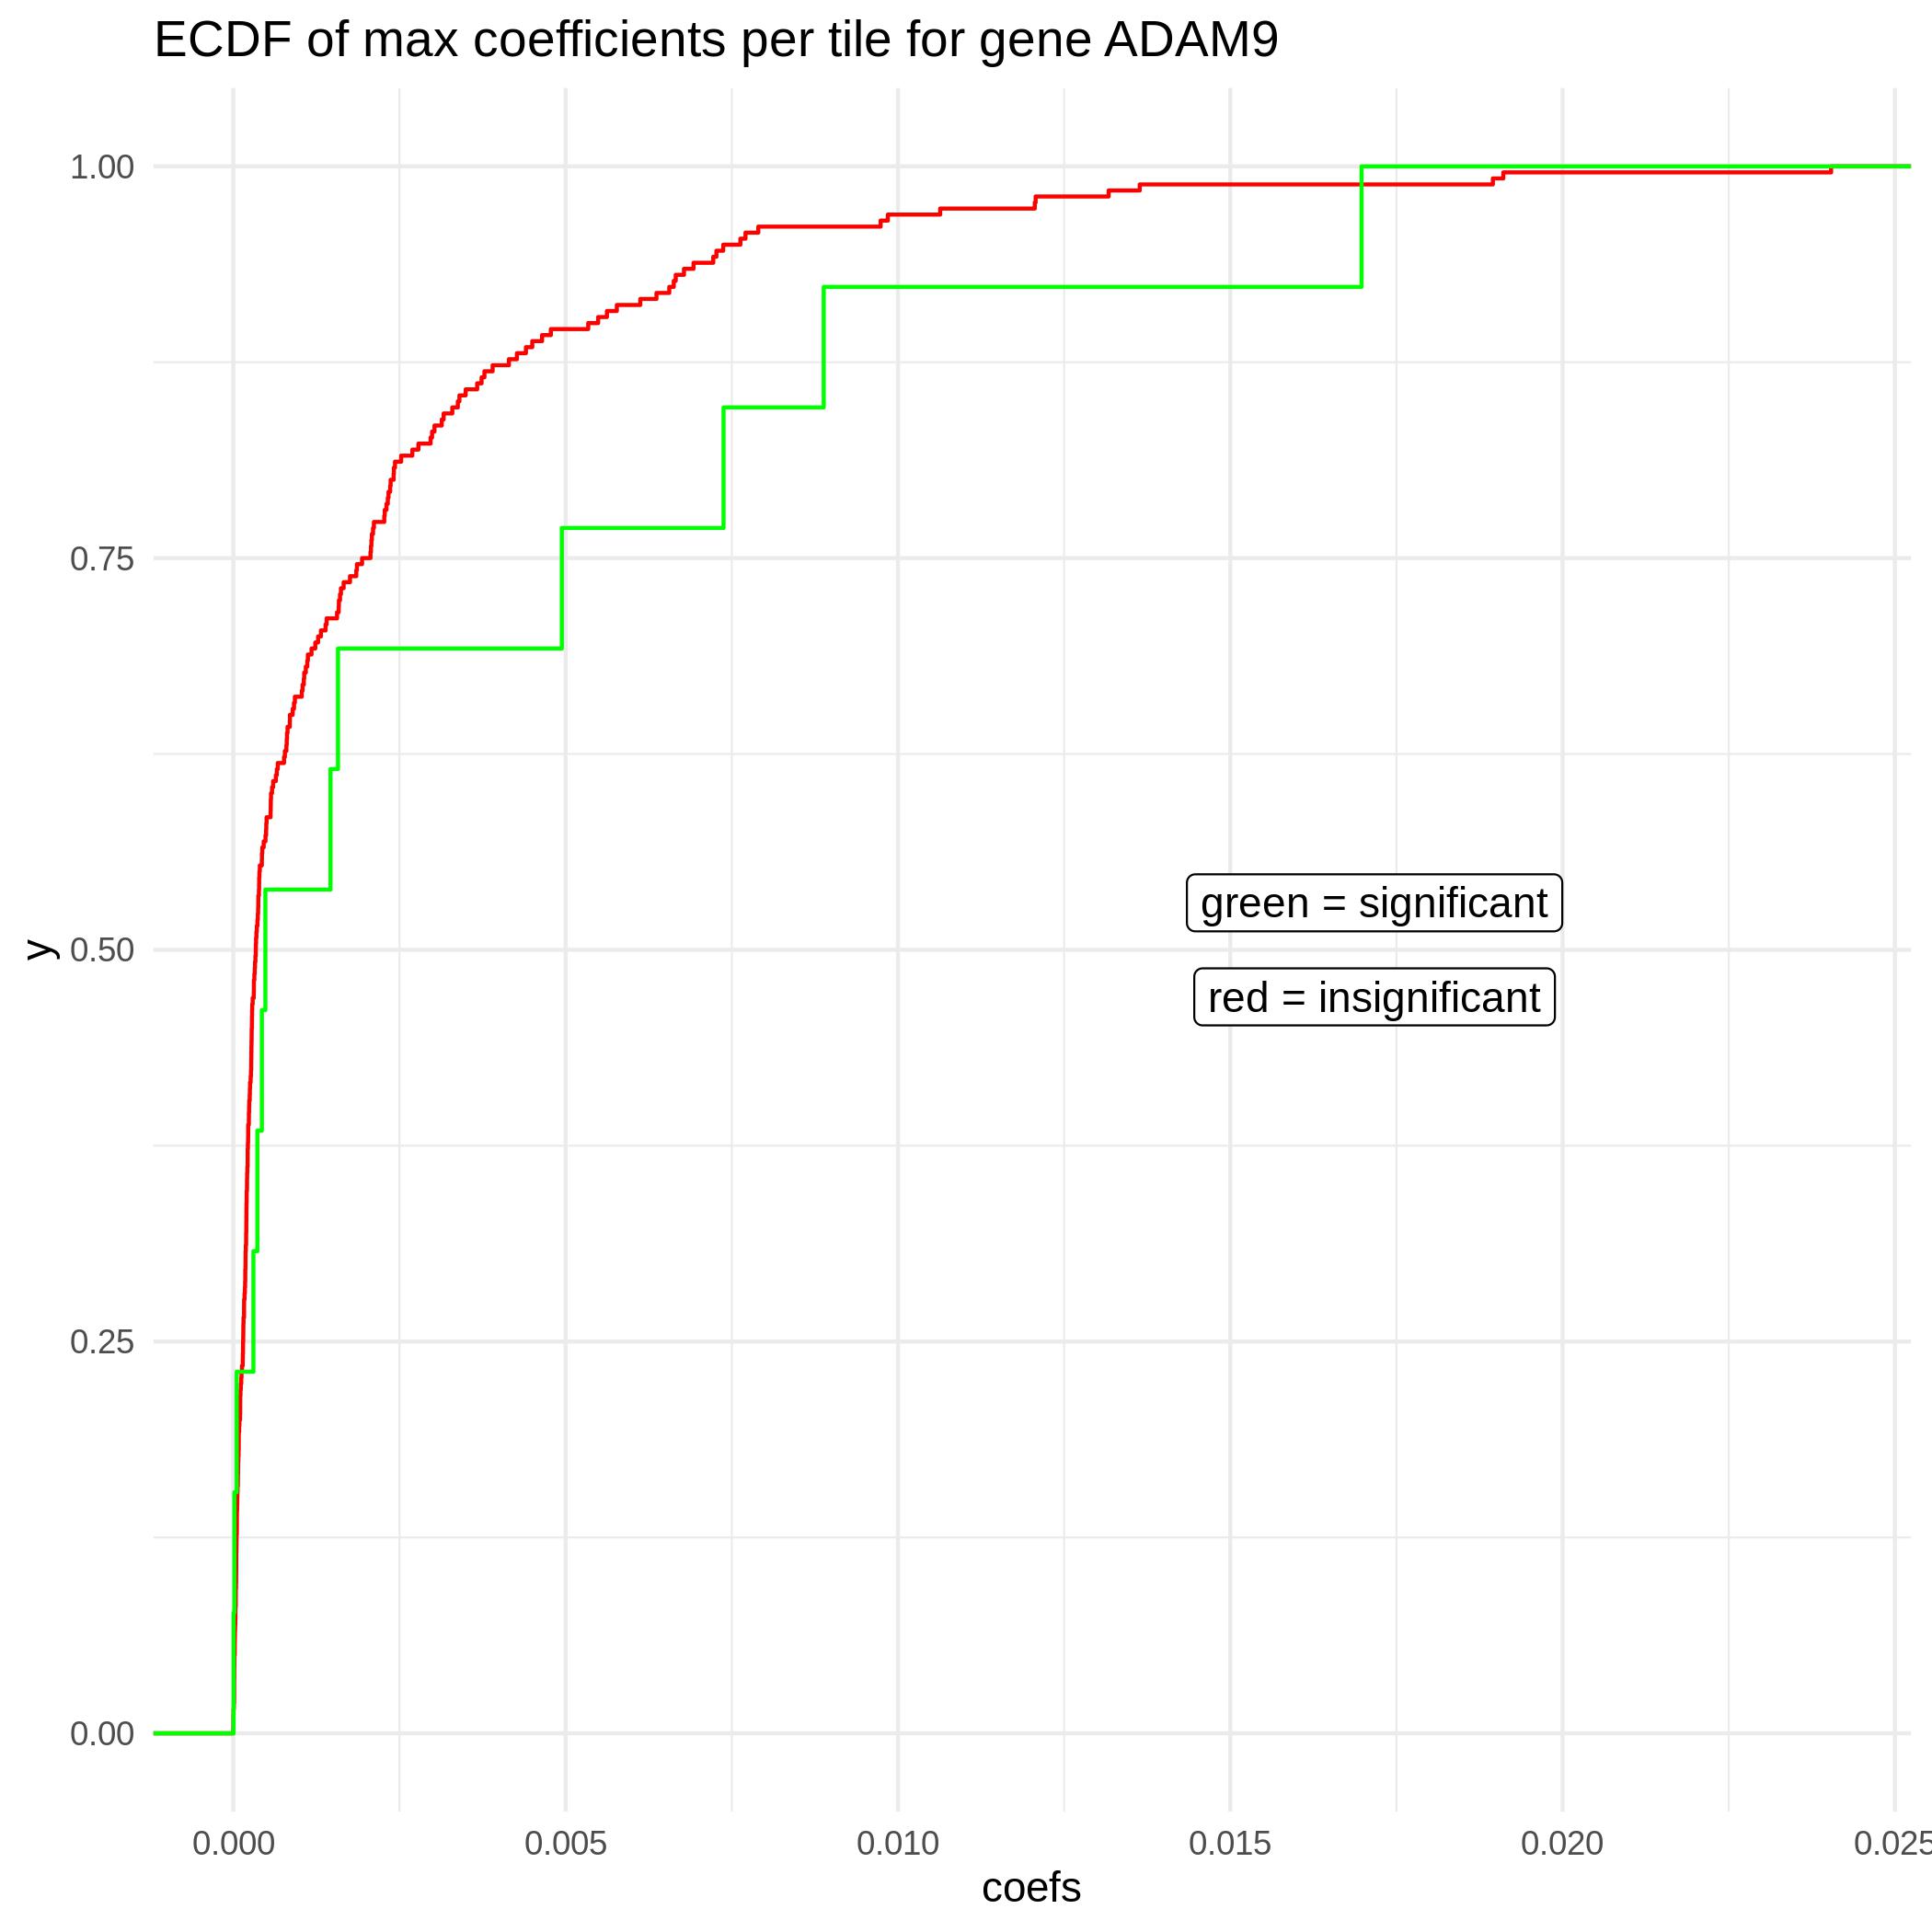 ECDF of max coefficients per tile for gene ADAM9
1.00
0.75
0.50
0.25
0.00
y
green = significant
red = insignificant
0.000 0.005 0.010 0.015 0.020 0.025
coefs